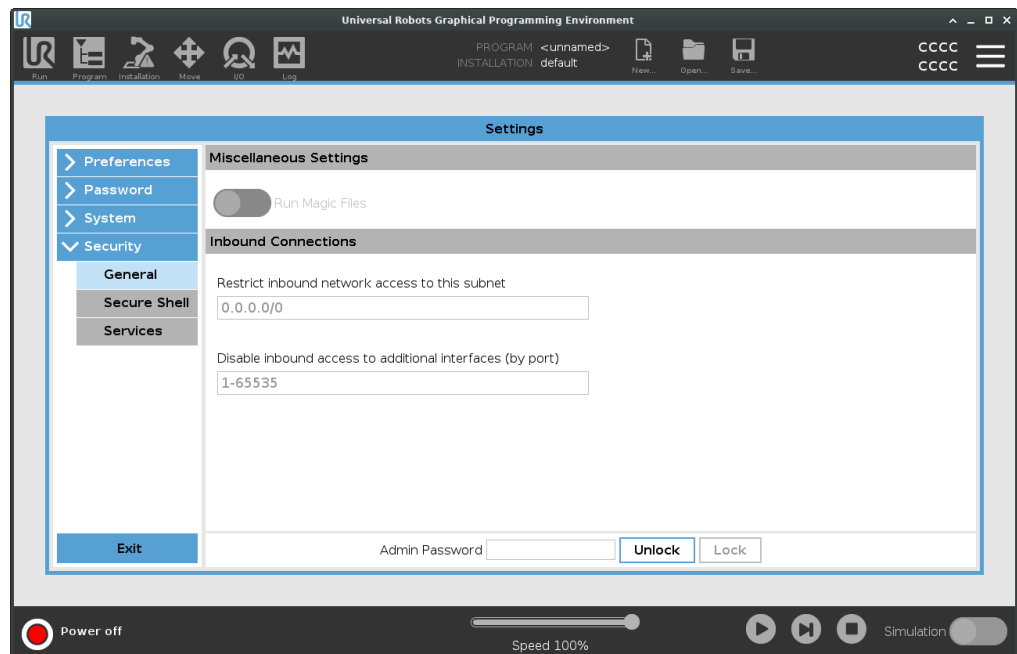 UR
Universal Robots Graphical Programming Environment
Run
Program
Installation
Move
I/O
Log
PROGRAM <unnamed>
INSTALLATION default
New...
Open...
Save...
CCCC
CCCC
Settings
Preferences
Password
System
Security
General
Secure Shell
Services
Exit
Miscellaneous Settings
Run Magic Files
Inbound Connections
Restrict inbound network access to this subnet
0.0.0.0/0
Disable inbound access to additional interfaces (by port)
1-65535
Admin Password
Unlock
Lock
Power off
Speed 100%
Simulation